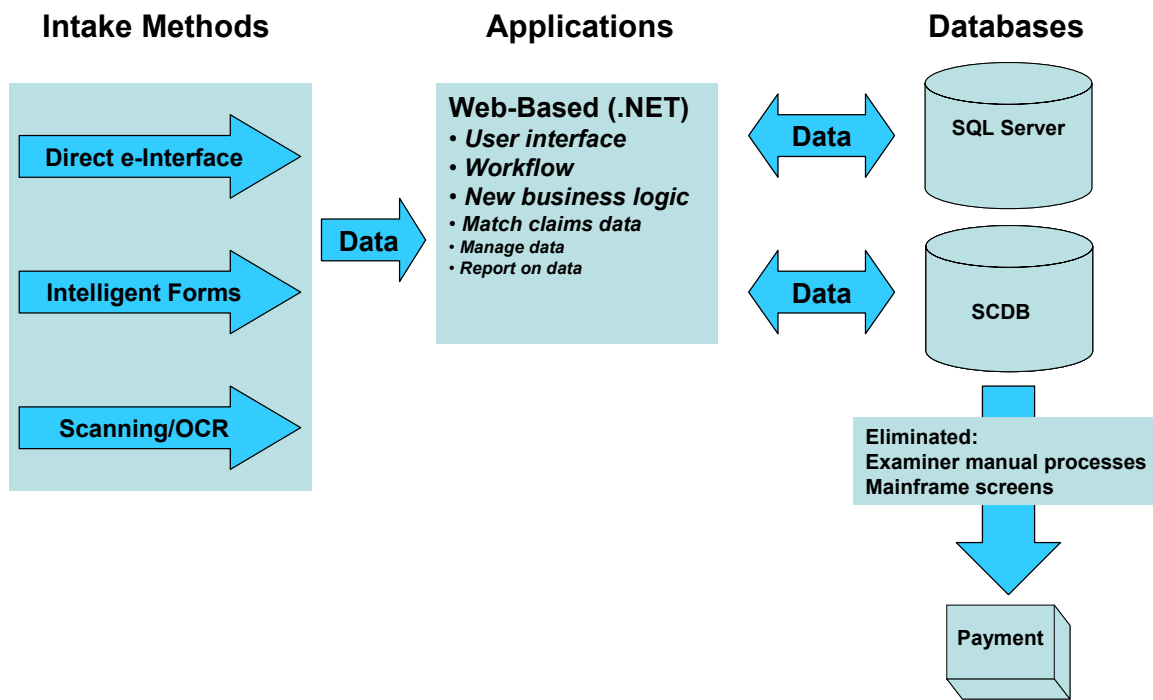 Intake Methods
Applications
Databases
Direct e-Interface
Intelligent Forms
Scanning/OCR
Data
Web-Based (.NET)
• User interface
• Workflow
• New business logic
• Match claims data
• Manage data
• Report on data
Data
Data
SQL Server
SCDB
Eliminated:
Examiner manual processes
Mainframe screens
Payment